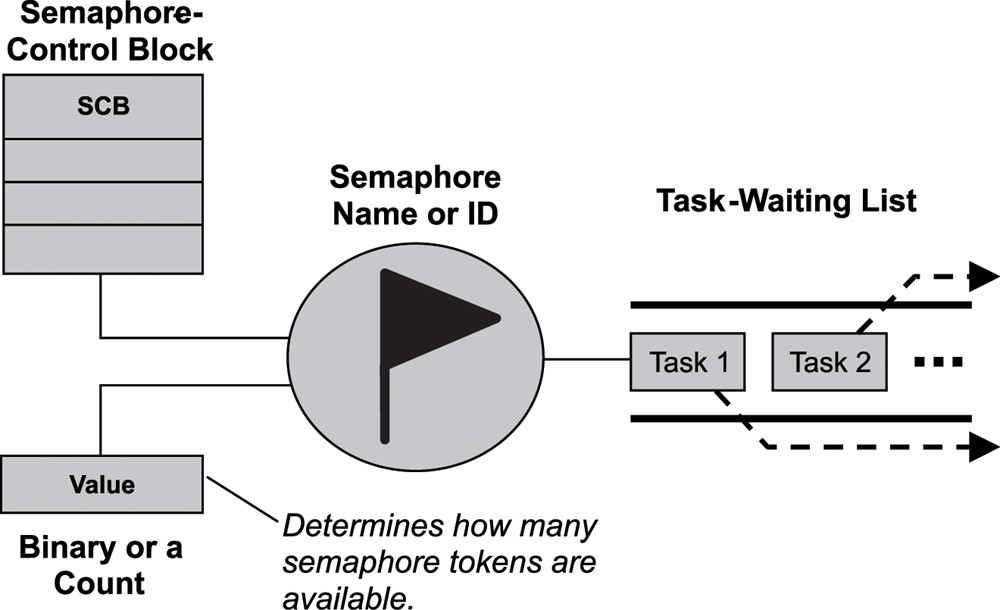 Semaphore-
Control Block
SCB
Semaphore
Name or ID
Task-Waiting List
Task 1
Task 2
Value
Binary or a
Count
Determines how many
semaphore tokens are
available.